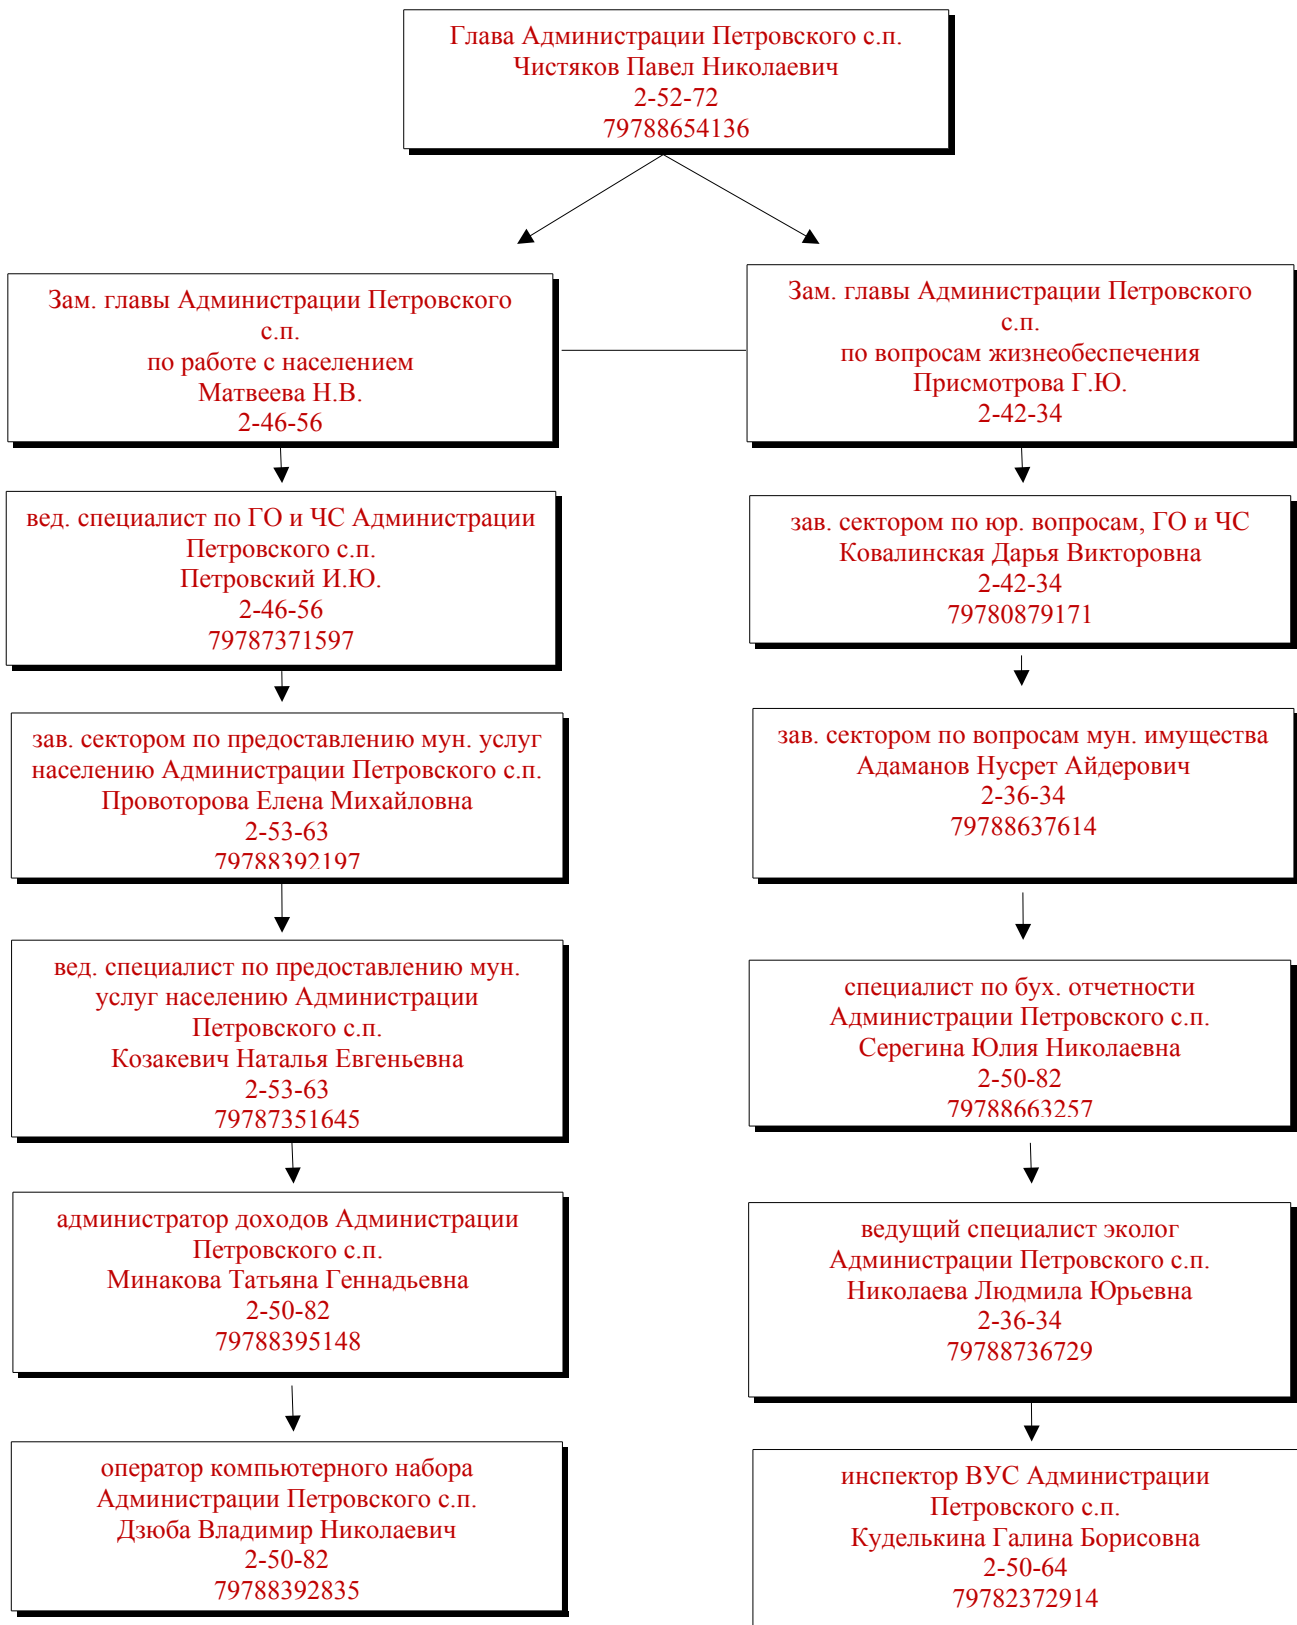 Глава Администрации Петровского с.п.
Чистяков Павел Николаевич
2-52-72
79788654136
Зам. главы Администрации Петровского
с.п.
по работе с населением
Матвеева Н.В.
2-46-56
Зам. главы Администрации Петровского
с.п.
по вопросам жизнеобеспечения
Присмотрова Г.Ю.
2-42-34
вед. специалист по ГО и ЧС Администрации
Петровского с.п.
Петровский И.Ю.
2-46-56
79787371597
зав. сектором по юр. вопросам, ГО и ЧС
Ковалинская Дарья Викторовна
2-42-34
79780879171
зав. сектором по предоставлению мун. услуг
населению Администрации Петровского с.п.
Провоторова Елена Михайловна
2-53-63
79788392197
зав. сектором по вопросам мун. имущества
Адаманов Нусрет Айдерович
2-36-34
79788637614
вед. специалист по предоставлению мун.
услуг населению Администрации
Петровского с.п.
Козакевич Наталья Евгеньевна
2-53-63
79787351645
специалист по бух. отчетности
Администрации Петровского с.п.
Серегина Юлия Николаевна
2-50-82
79788663257
администратор доходов Администрации
Петровского с.п.
Минакова Татьяна Геннадьевна
2-50-82
79788395148
ведущий специалист эколог
Администрации Петровского с.п.
Николаева Людмила Юрьевна
2-36-34
79788736729
оператор компьютерного набора
Администрации Петровского с.п.
Дзюба Владимир Николаевич
2-50-82
79788392835
инспектор ВУС Администрации
Петровского с.п.
Куделькина Галина Борисовна
2-50-64
79782372914